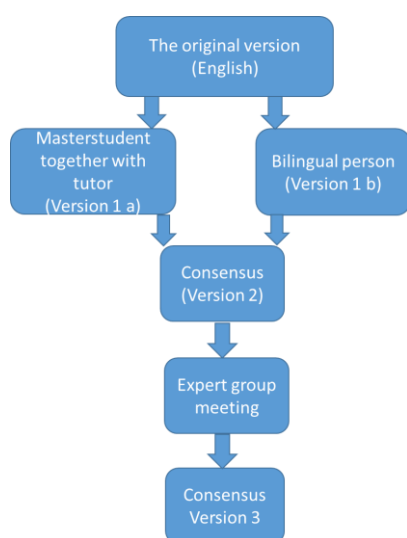 The original version
(English)
Masterstudent
together with
tutor
(Version 1 a)
Bilingual person
(Version 1 b)
Consensus
(Version 2)
Expert group
meeting
Consensus
Version 3